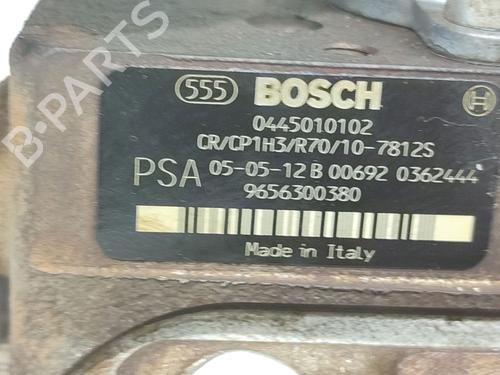 B-PARTS
555 BOSCH
0445010102
CR/CP1H3/R70/10-7812S
PSA 05-05-12 B 00692 0362444
9656300380
Made in Italy